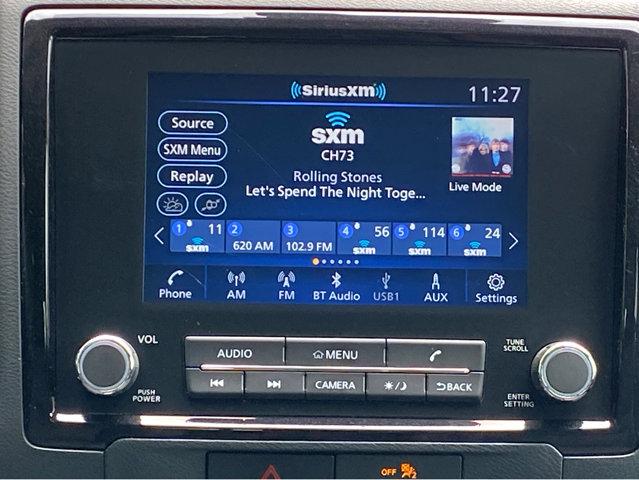 SiriusXM 11:27
Source
SXM Menu
Replay
sxm
CH73
Rolling Stones
Let's Spend The Night Toge...
Live Mode
1 11 sxm 2 620 AM 3 102.9 FM 4 56 sxm 5 114 sxm 6 24 sxm
Phone AM FM BT Audio USB1 AUX Settings
VOL
PUSH
POWER
AUDIO MENU
CAMERA BACK
TUNE
SCROLL
ENTER
SETTING
OFF 2